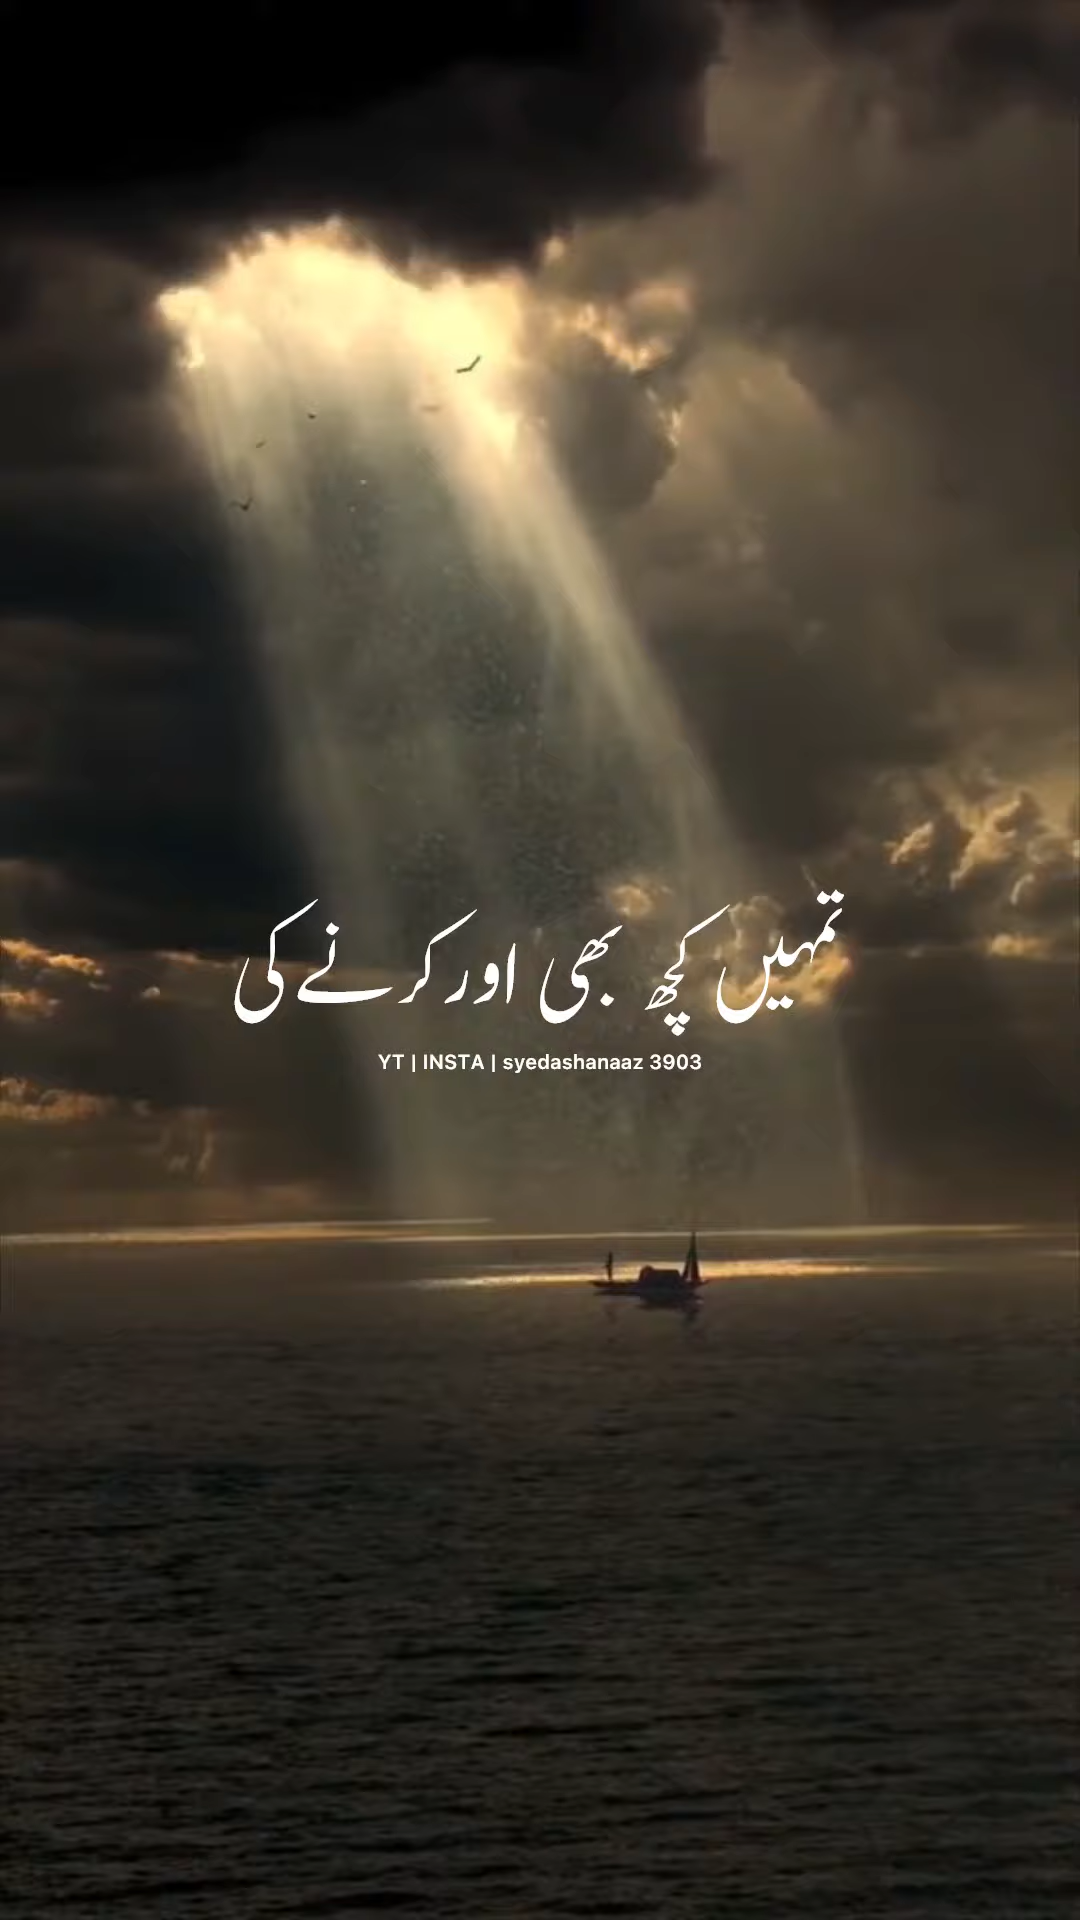 تمہیں کچھ بھی اور کرنے کی
YT | INSTA | syedashanaaz 3903